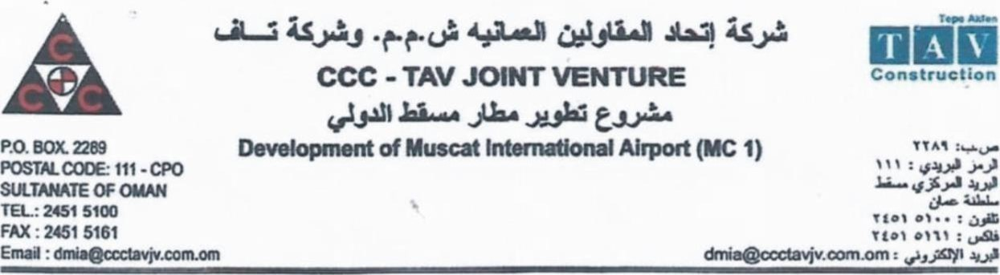 C
C C
Tepe Akfen
TAV
Construction
شركة إتحاد المقاولين العمانيه ش.م.م. وشركة تـــاف
CCC - TAV JOINT VENTURE
مشروع تطوير مطار مسقط الدولي
Development of Muscat International Airport (MC 1)
P.O. BOX. 2289
POSTAL CODE: 111 - CPO
SULTANATE OF OMAN
TEL.: 2451 5100
FAX : 2451 5161
Email : dmia@ccctavjv.com.om
ص.ب: ٢٢٨٩
الرمز البريدي : ١١١
البريد المركزي مسقط
سلطنة عمان
تلفون : ٥١٠٠ ٢٤٥١
فاكس : ٥١٦١ ٢٤٥١
البريد الإلكتروني : dmia@ccctavjv.com.om